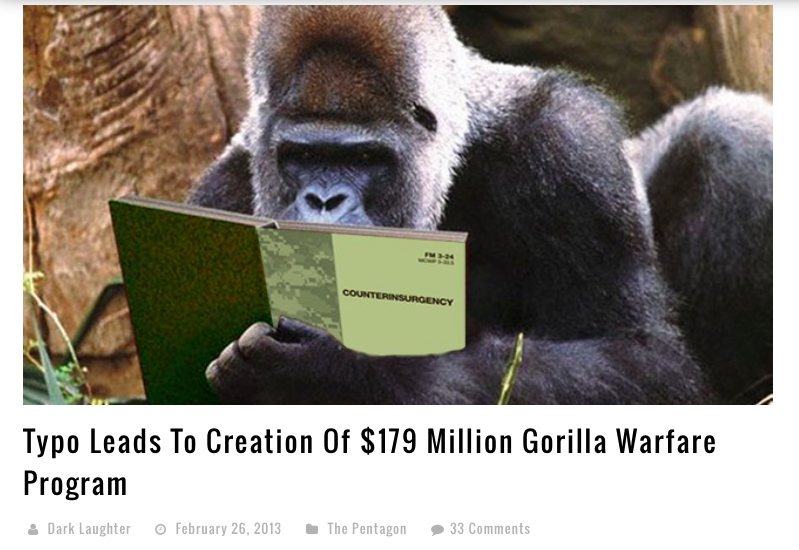 FM 3-24
MCWP 3-33.5
COUNTERINSURGENCY
Typo Leads To Creation Of $179 Million Gorilla Warfare
Program
Dark Laughter February 26, 2013 The Pentagon 33 Comments